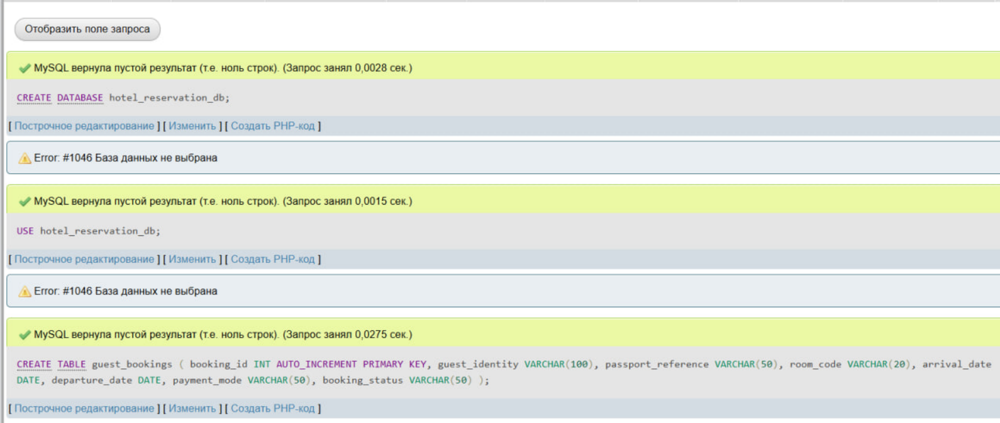 Отобразить поле запроса
MySQL вернула пустой результат (т.е. ноль строк). (Запрос занял 0,0028 сек.)
CREATE DATABASE hotel_reservation_db;
[ Построчное редактирование ] [ Изменить ] [ Создать PHP-код ]
Error: #1046 База данных не выбрана
MySQL вернула пустой результат (т.е. ноль строк). (Запрос занял 0,0015 сек.)
USE hotel_reservation_db;
[ Построчное редактирование ] [ Изменить ] [ Создать PHP-код ]
Error: #1046 База данных не выбрана
MySQL вернула пустой результат (т.е. ноль строк). (Запрос занял 0,0275 сек.)
CREATE TABLE guest_bookings ( booking_id INT AUTO_INCREMENT PRIMARY KEY, guest_identity VARCHAR(100), passport_reference VARCHAR(50), room_code VARCHAR(20), arrival_date
DATE, departure_date DATE, payment_mode VARCHAR(50), booking_status VARCHAR(50) );
[ Построчное редактирование ] [ Изменить ] [ Создать PHP-код ]